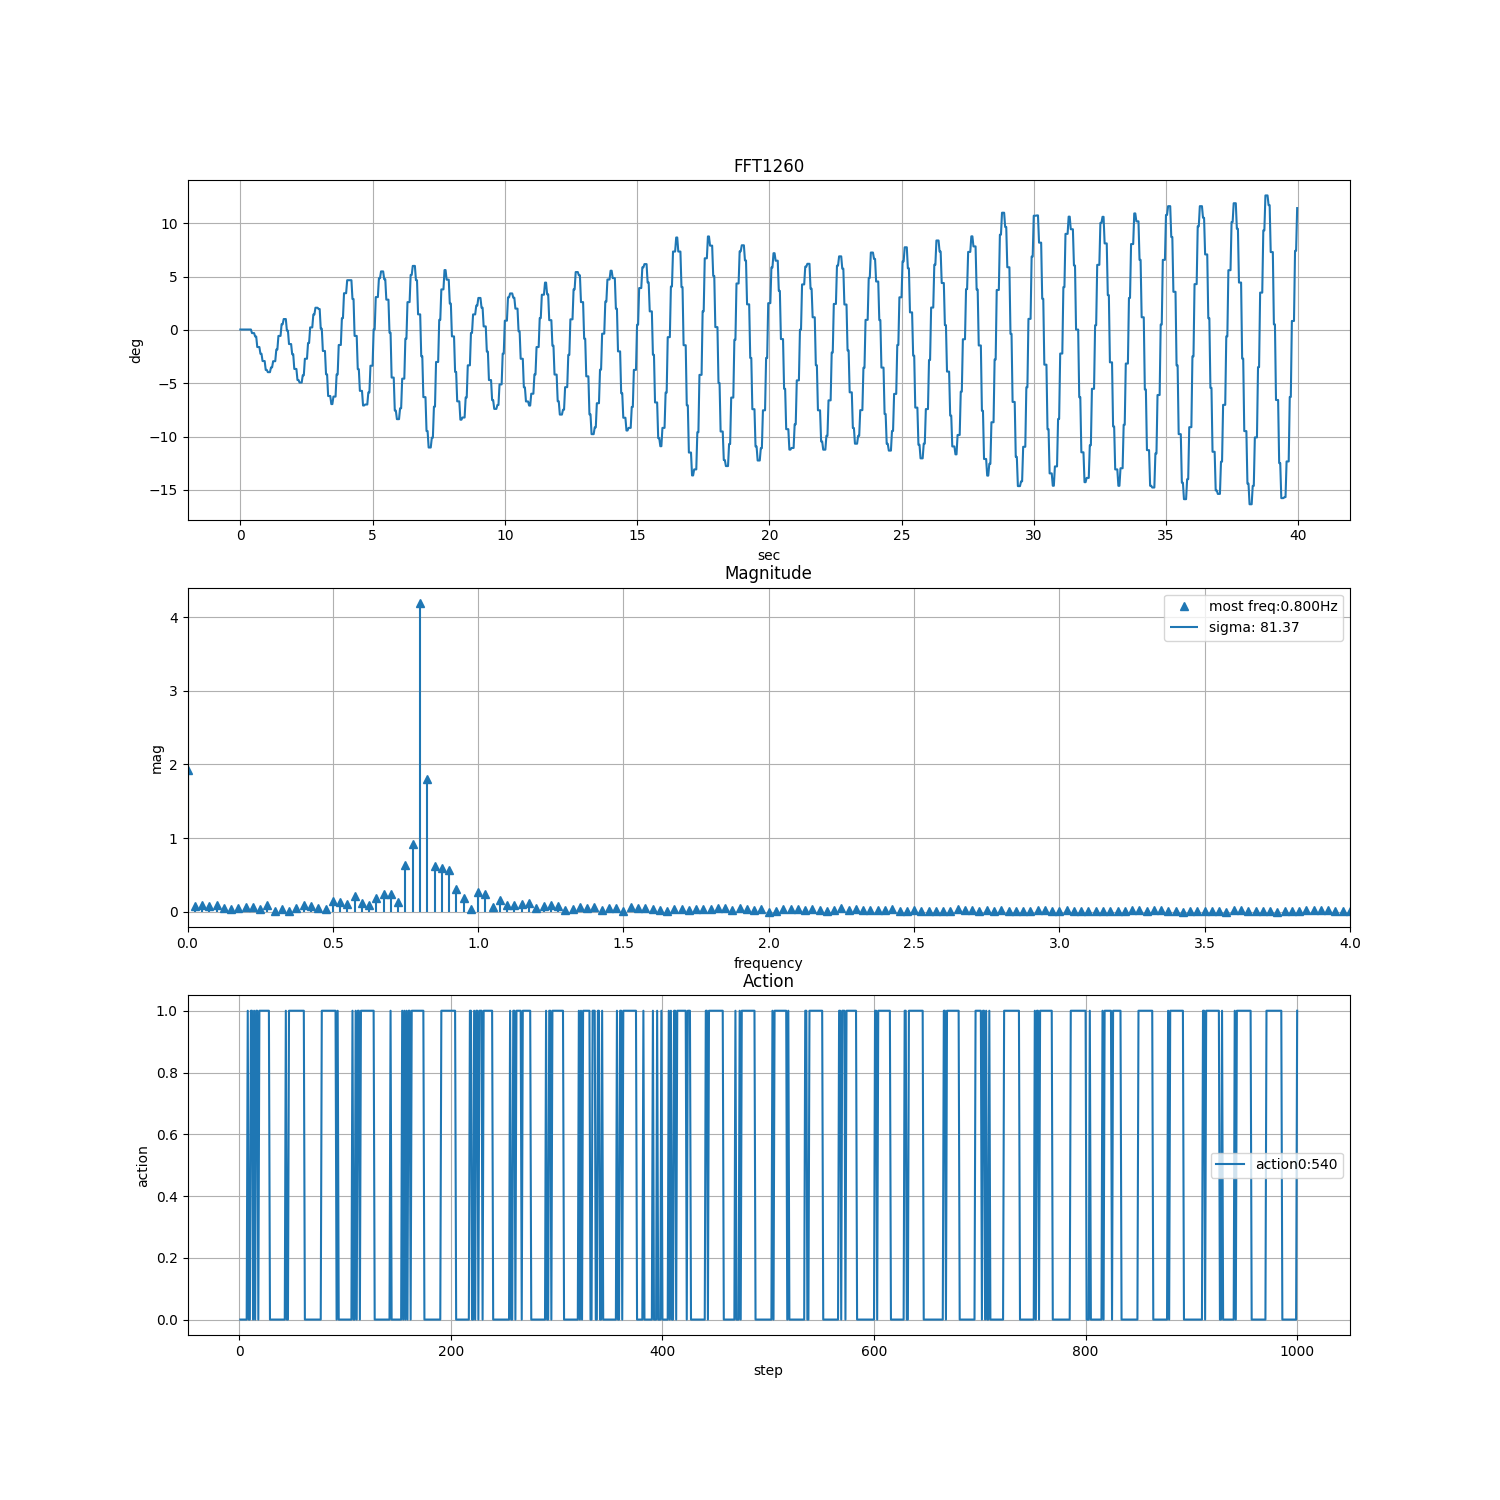 FFT1260
10
5
0
−5
−10
−15
deg
0 5 10 15 20 25 30 35 40
sec
Magnitude
most freq:0.800Hz
sigma: 81.37
4
3
2
1
0
mag
0.0 0.5 1.0 1.5 2.0 2.5 3.0 3.5 4.0
frequency
Action
1.0
0.8
0.6
0.4
0.2
0.0
action
action0:540
0 200 400 600 800 1000
step